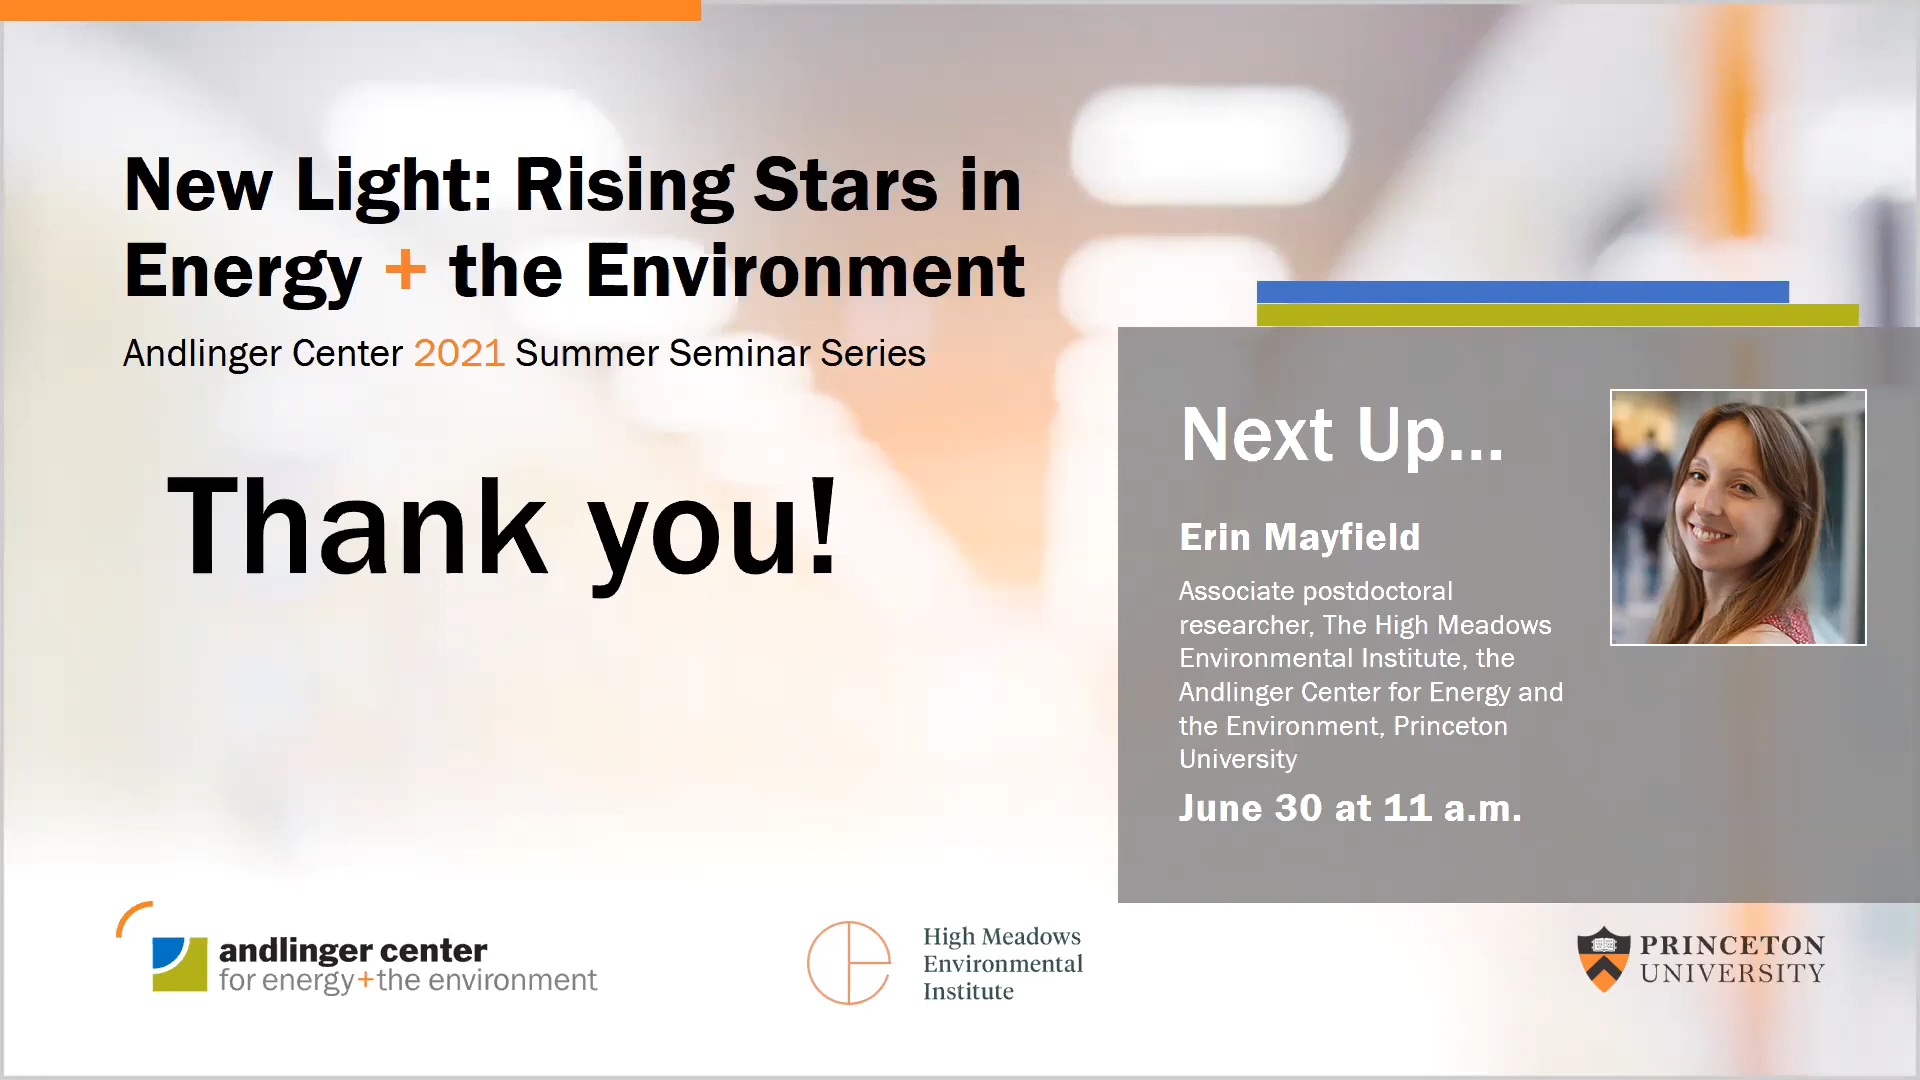 New Light: Rising Stars in
Energy + the Environment
Andlinger Center 2021 Summer Seminar Series
Thank you!
Next Up...
Erin Mayfield
Associate postdoctoral
researcher, The High Meadows
Environmental Institute, the
Andlinger Center for Energy and
the Environment, Princeton
University
June 30 at 11 a.m.
andlinger center
for energy+the environment
High Meadows
Environmental
Institute
PRINCETON
UNIVERSITY